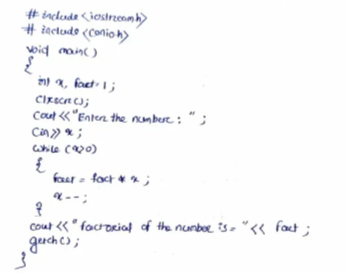 # include <iostream.h>
# include <conio.h>
void main()
{
int x, fact=1;
clrscr();
cout <<"Enter the number : " ;
cin>> x;
while (x>0)
{
fact = fact * x ;
x-- ;
}
cout <<"factorial of the number is = "<< fact ;
getch();
}